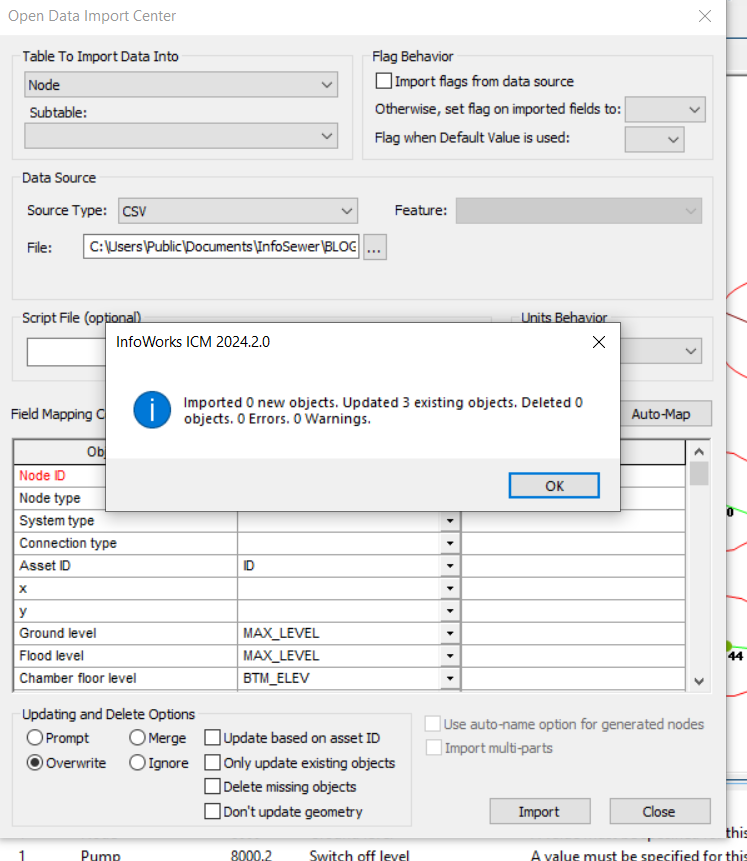 Open Data Import Center
Table To Import Data Into
Node
Subtable:
Flag Behavior
Import flags from data source
Otherwise, set flag on imported fields to:
Flag when Default Value is used:
Data Source
Source Type: CSV
Feature:
File: C:\Users\Public\Documents\InfoSewer\BLOG
...
Script File (optional)
Units Behavior
InfoWorks ICM 2024.2.0
Imported 0 new objects. Updated 3 existing objects. Deleted 0
objects. 0 Errors. 0 Warnings.
OK
Field Mapping C
Auto-Map
Obj
Node ID
Node type
System type
Connection type
Asset ID ID
x
y
Ground level MAX_LEVEL
Flood level MAX_LEVEL
Chamber floor level BTM_ELEV
0
44
Updating and Delete Options
Prompt Merge Update based on asset ID
Overwrite Ignore Only update existing objects
Delete missing objects
Don't update geometry
Use auto-name option for generated nodes
Import multi-parts
Import Close
this
1 Pump 8000.2 Switch off level A value must be specified for this